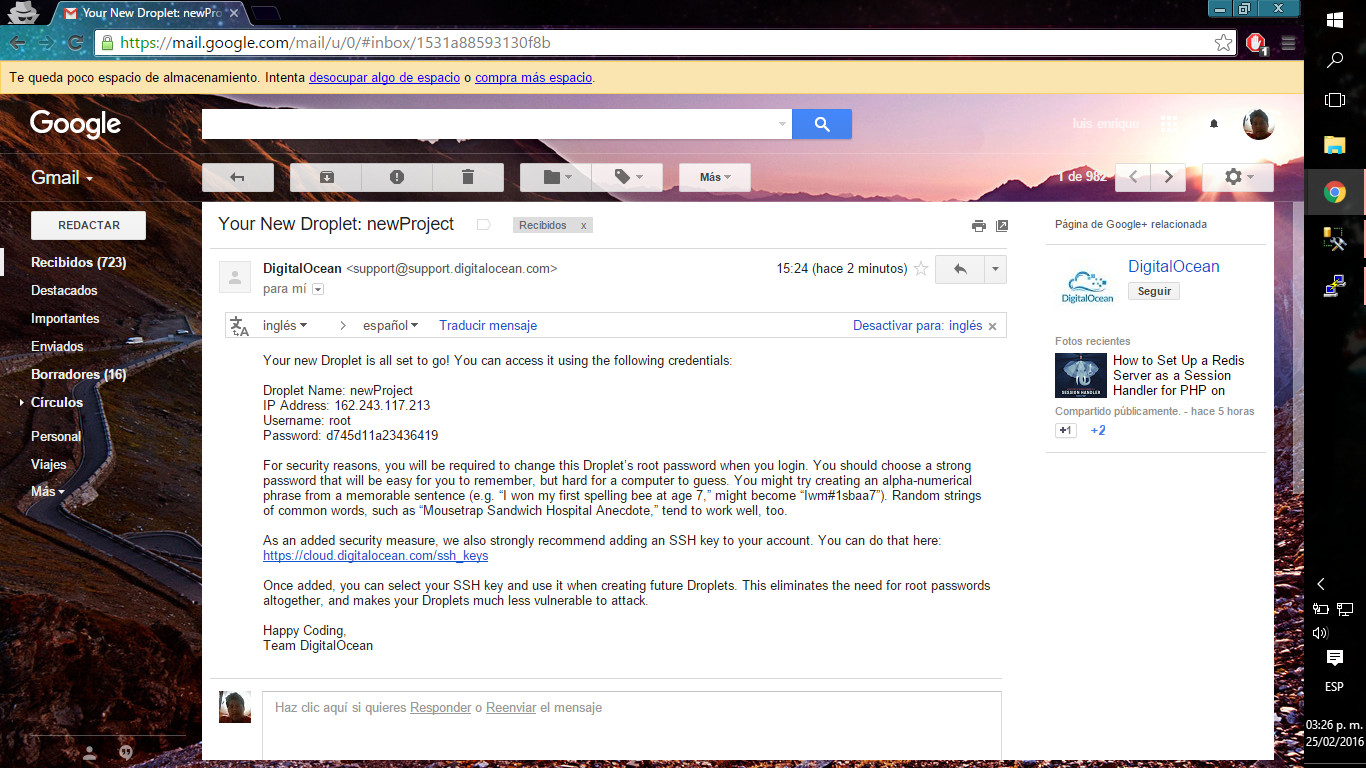 Your New Droplet: newPro
https://mail.google.com/mail/u/0/#inbox/1531a88593130f8b
1
Te queda poco espacio de almacenamiento. Intenta desocupar algo de espacio o compra más espacio.
Google
luis enrique
Gmail
Más
1 de 982
REDACTAR
Recibidos (723)
Destacados
Importantes
Enviados
Borradores (16)
Círculos
Personal
Viajes
Más
Your New Droplet: newProject
Recibidos x
DigitalOcean <support@support.digitalocean.com>
15:24 (hace 2 minutos)
para mí
inglés > español Traducir mensaje
Desactivar para: inglés x
Your new Droplet is all set to go! You can access it using the following credentials:
Droplet Name: newProject
IP Address: 162.243.117.213
Username: root
Password: d745d11a23436419
For security reasons, you will be required to change this Droplet's root password when you login. You should choose a strong
password that will be easy for you to remember, but hard for a computer to guess. You might try creating an alpha-numerical
phrase from a memorable sentence (e.g. “I won my first spelling bee at age 7,” might become “Iwm#1sbaa7”). Random strings
of common words, such as “Mousetrap Sandwich Hospital Anecdote,” tend to work well, too.
As an added security measure, we also strongly recommend adding an SSH key to your account. You can do that here:
https://cloud.digitalocean.com/ssh_keys
Once added, you can select your SSH key and use it when creating future Droplets. This eliminates the need for root passwords
altogether, and makes your Droplets much less vulnerable to attack.
Happy Coding,
Team DigitalOcean
Haz clic aquí si quieres Responder o Reenviar el mensaje
Página de Google+ relacionada
DigitalOcean
DigitalOcean
Seguir
Fotos recientes
SESSION HANDLER
How to Set Up a Redis
Server as a Session
Handler for PHP on
Compartido públicamente. - hace 5 horas
+1
+2
ESP
03:26 p. m.
25/02/2016